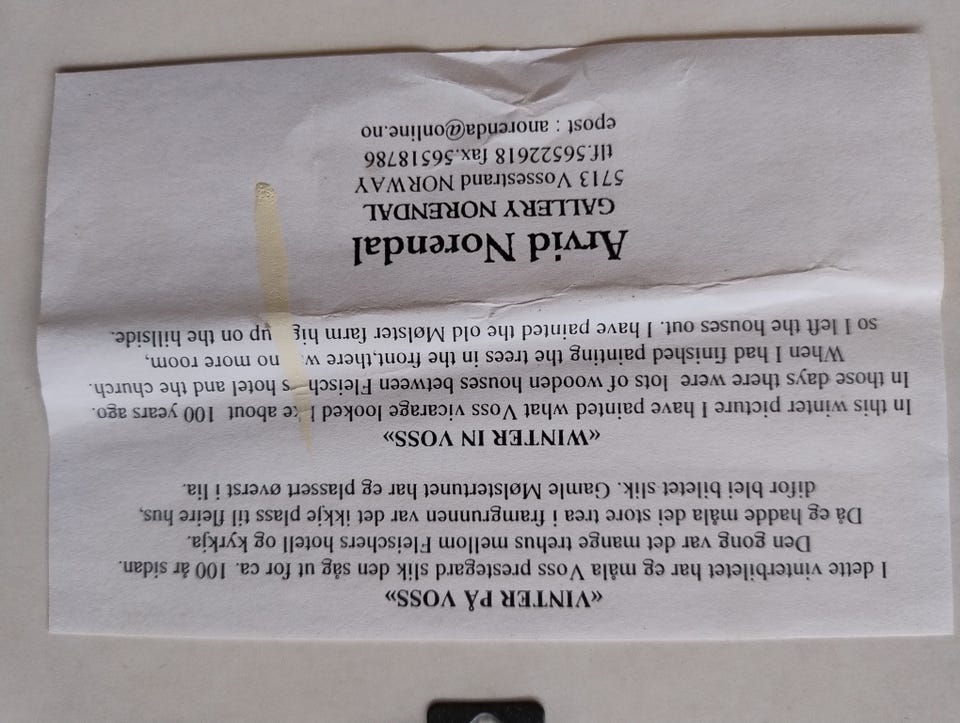 «VINTER PÅ VOSS»
I dette vinterbiletet har eg måla Voss prestegard slik den såg ut for ca. 100 år sidan.
Den gong var det mange trehus mellom Fleischers hotell og kyrkja.
Då eg hadde måla dei store trea i framgrunnen var det ikkje plass til fleire hus,
difor blei biletet slik. Gamle Mølstertunet har eg plassert øverst i lia.
«WINTER IN VOSS»
In this winter picture I have painted what Voss vicarage looked like about 100 years ago.
In those days there were lots of wooden houses between Fleischers hotel and the church.
When I had finished painting the trees in the front,there was no more room,
so I left the houses out. I have painted the old Mølster farm high up on the hillside.
Arvid Norendal
GALLERY NORENDAL
5713 Vossestrand NORWAY
tlf.56522618 fax.56518786
epost : anorenda@online.no